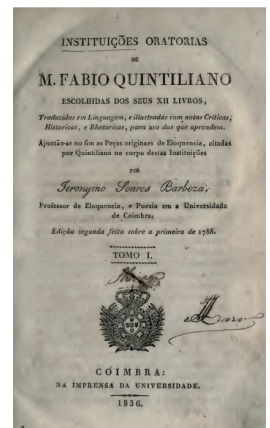 INSTITUIÇÕES ORATORIAS
DE
M. FABIO QUINTILIANO
ESCOLHIDAS DOS SEUS XII LIVROS,
Traduzidas em Linguagem, e illustradas com notas Criticas,
Historicas, e Rhetoricas, para uso dos que aprendem.
Ajuntão-se no fim as Peças originaes de Eloquencia, citadas
por Quintiliano no corpo destas Instituições
POR
Jeronymo Soares Barboza,
Professor de Eloquencia, e Poezia em a Universidade
de Coimbra.
Edição segunda feita sobre a primeira de 1788.
TOMO I.
COIMBRA:
NA IMPRENSA DA UNIVERSIDADE.
1836.